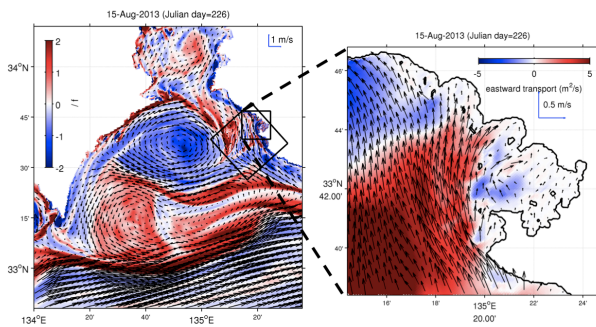 15-Aug-2013 (Julian day=226)
1 m/s
34°N
45'
30'
15'
33°N
2
1
0
-1
-2
/ f
134°E
20'
40'
135°E
20'
15-Aug-2013 (Julian day=226)
-5 0 5
eastward transport (m²/s)
0.5 m/s
46'
44'
33°N
42.00'
40'
16'
18'
135°E
20.00'
22'
24'